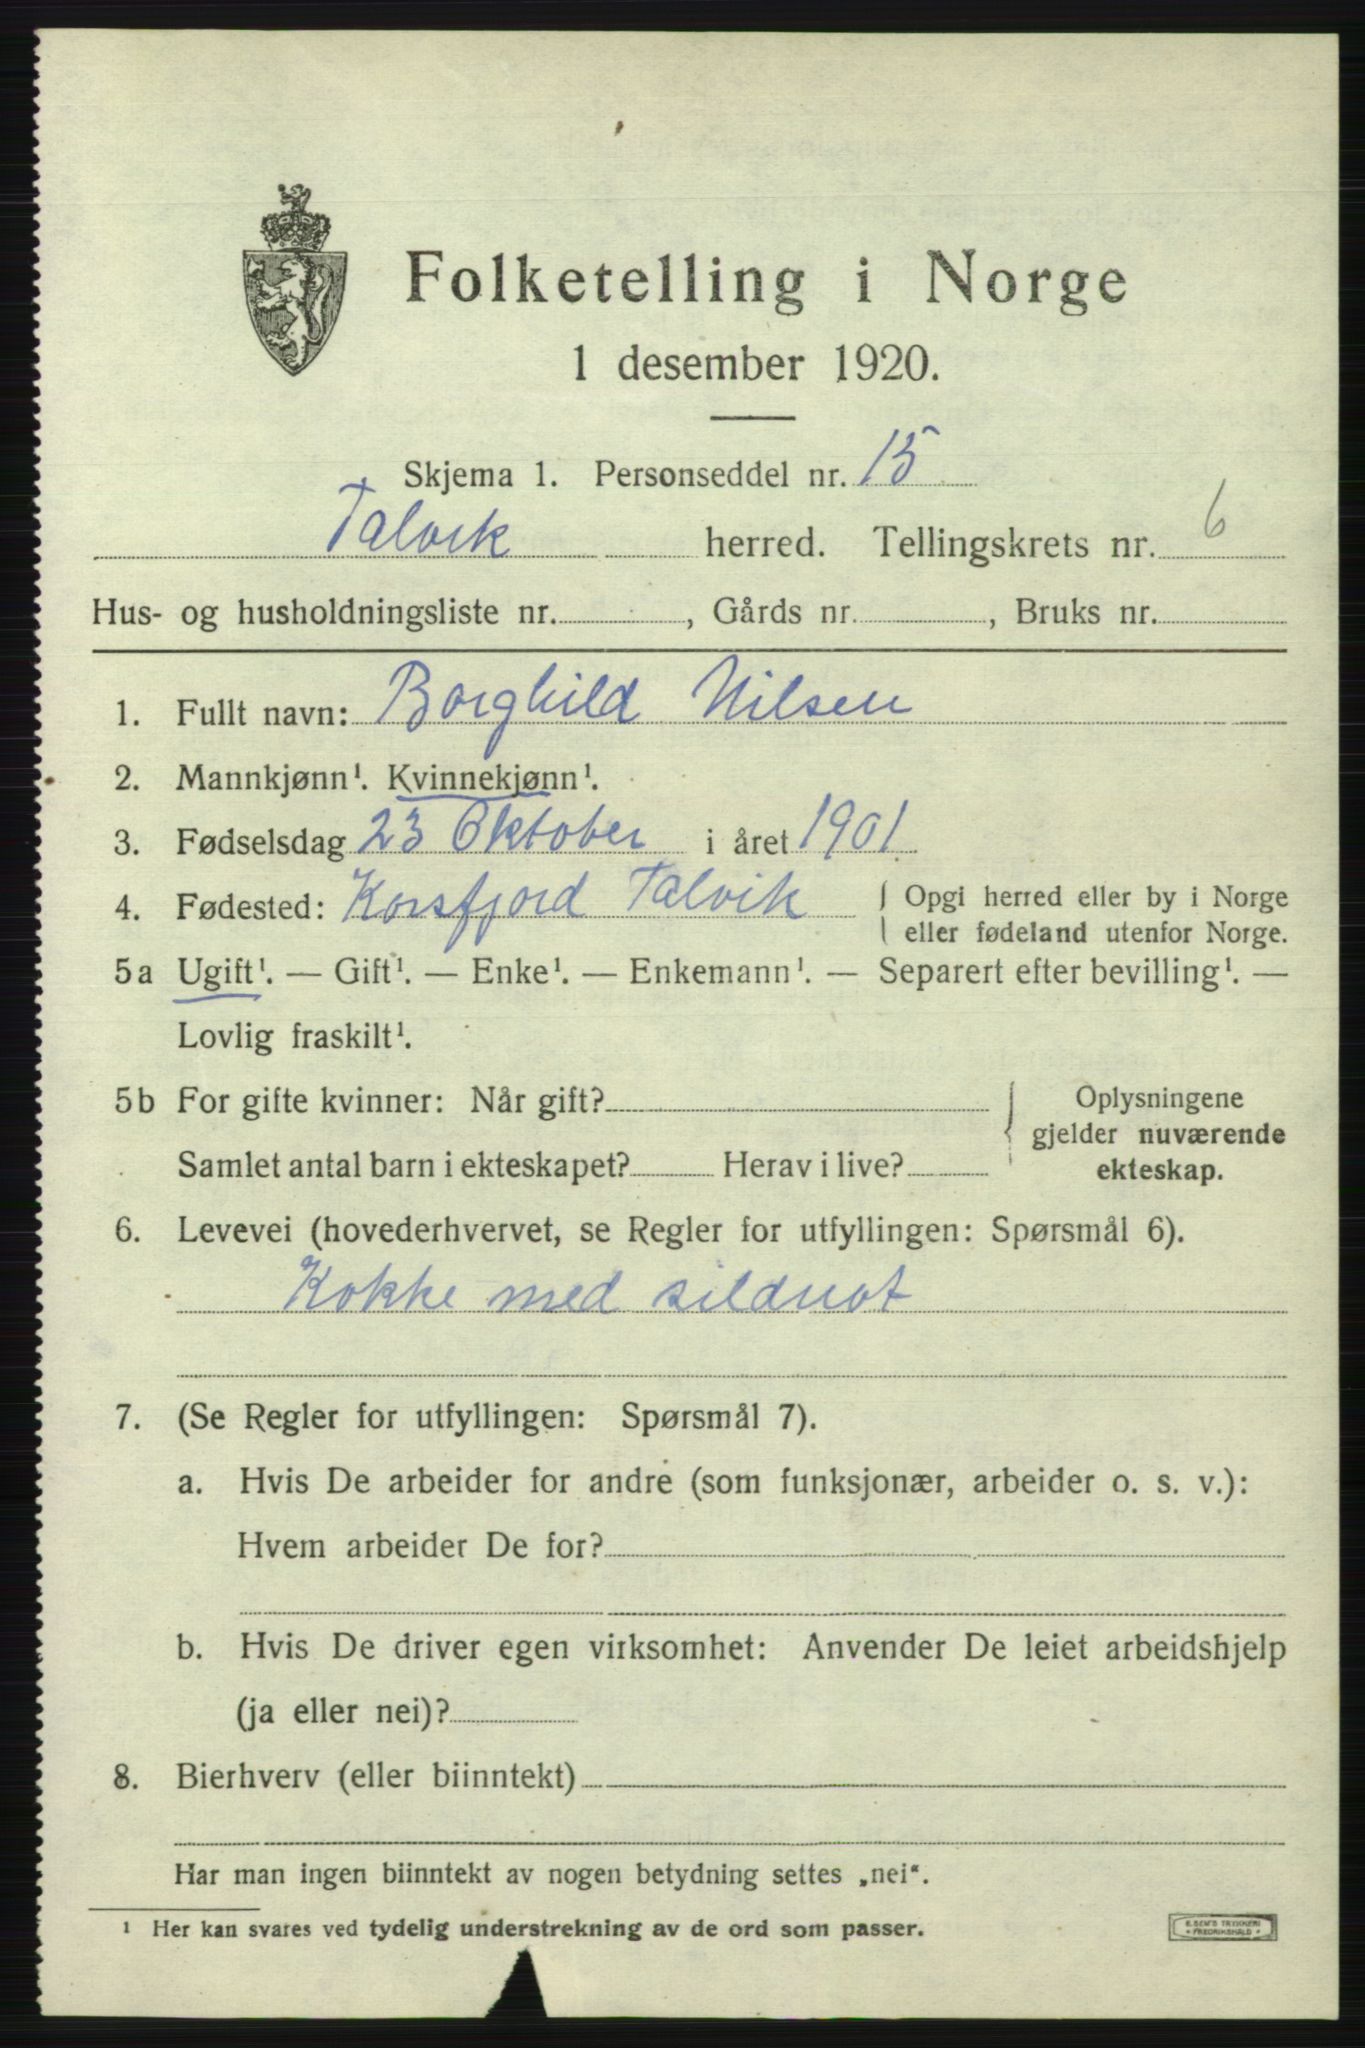 Folketelling i Norge
1 desember 1920.
Skjema 1. Personseddel nr. 15
Talvik herred. Tellingskrets nr. 6
Hus- og husholdningsliste nr. , Gårds nr. , Bruks nr.
1. Fullt navn: Borghild Nilsen
2. Mannkjønn¹. Kvinnekjønn¹.
3. Fødselsdag 23 Oktober i året 1901
4. Fødested: Korsfjord Talvik { Opgi herred eller by i Norge
eller fødeland utenfor Norge.
5a Ugift¹. — Gift¹. — Enke¹. — Enkemann¹. — Separert efter bevilling¹. —
Lovlig fraskilt¹.
5b For gifte kvinner: Når gift? { Oplysningene
gjelder nuværende
Samlet antal barn i ekteskapet? Herav i live? ekteskap.
6. Levevei (hovederhvervet, se Regler for utfyllingen: Spørsmål 6).
Kokke med sildnot
7. (Se Regler for utfyllingen: Spørsmål 7).
a. Hvis De arbeider for andre (som funksjonær, arbeider o. s. v.):
Hvem arbeider De for?
b. Hvis De driver egen virksomhet: Anvender De leiet arbeidshjelp
(ja eller nei)?
8. Bierhverv (eller biinntekt)
Har man ingen biinntekt av nogen betydning settes „nei“.
¹ Her kan svares ved tydelig understrekning av de ord som passer.
E. SEM'S TRYKKERI
• FREDRIKSHALD •